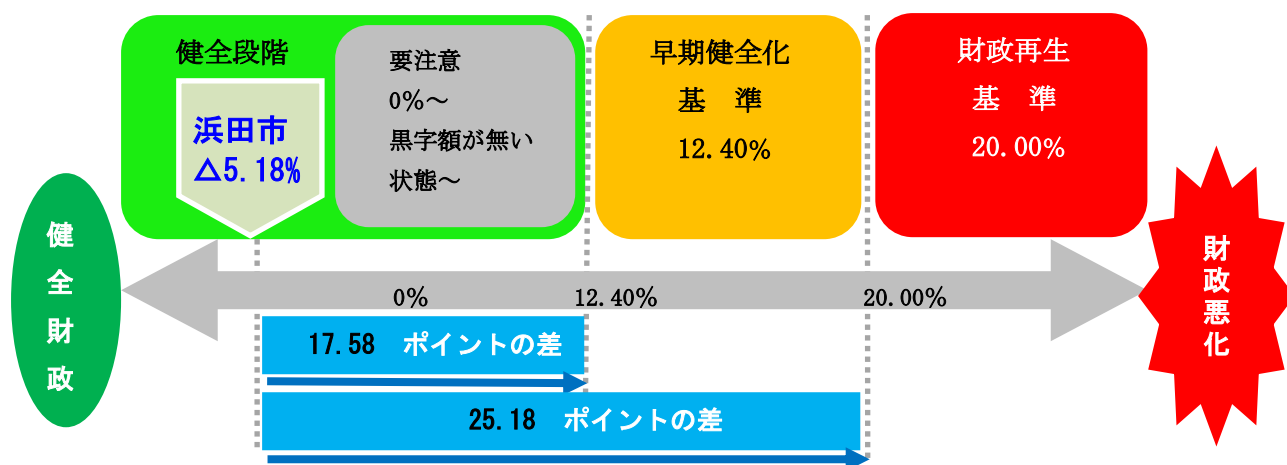 健全段階
浜田市
△5.18%
要注意
0%～
黒字額が無い
状態～
早期健全化
基　準
12.40%
財政再生
基　準
20.00%
健全財政
0%
12.40%
20.00%
財政悪化
17.58　ポイントの差
25.18　ポイントの差